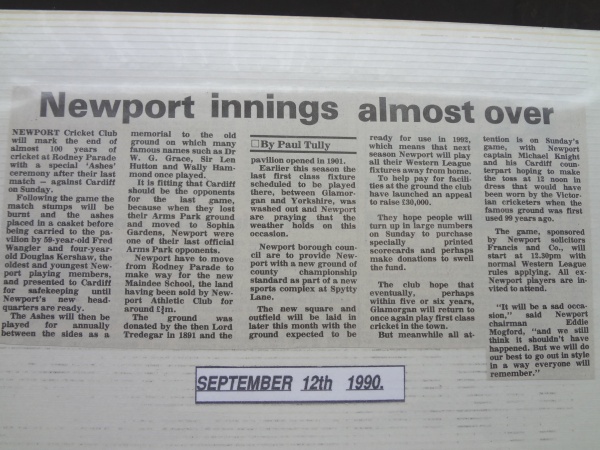 Newport innings almost over
NEWPORT Cricket Club
will mark the end of
almost 100 years of
cricket at Rodney Parade
with a special 'Ashes'
ceremony after their last
match — against Cardiff
on Sunday.
Following the game the
match stumps will be
burnt and the ashes
placed in a casket before
being carried to the pa-
vilion by 59-year-old Fred
Wangler and four-year-
old Douglas Kershaw, the
oldest and youngest New-
port playing members,
and presented to Cardiff
for safekeeping until
Newport's new head-
quarters are ready.
The Ashes will then be
played for annually
between the sides as a
memorial to the old
ground on which many
famous names such as Dr
W. G. Grace, Sir Len
Hutton and Wally Ham-
mond once played.
It is fitting that Cardiff
should be the opponents
for the last game,
because when they lost
their Arms Park ground
and moved to Sophia
Gardens, Newport were
one of their last official
Arms Park opponents.
Newport have to move
from Rodney Parade to
make way for the new
Maindee School, the land
having been sold by New-
port Athletic Club for
around £¾m.
The ground was
donated by the then Lord
Tredegar in 1891 and the
□By Paul Tully
pavilion opened in 1901.
Earlier this season the
last first class fixture
scheduled to be played
there, between Glamor-
gan and Yorkshire, was
washed out and Newport
are praying that the
weather holds on this
occasion.
Newport borough coun-
cil are to provide New-
port with a new ground of
county championship
standard as part of a new
sports complex at Spytty
Lane.
The new square and
outfield will be laid in
later this month with the
ground expected to be
ready for use in 1992,
which means that next
season Newport will play
all their Western League
fixtures away from home.
To help pay for facili-
ties at the ground the club
have launched an appeal
to raise £30,000.
They hope people will
turn up in large numbers
on Sunday to purchase
specially printed
scorecards and perhaps
make donations to swell
the fund.
The club hope that
eventually, perhaps
within five or six years,
Glamorgan will return to
once again play first class
cricket in the town.
But meanwhile all at-
tention is on Sunday's
game, with Newport
captain Michael Knight
and his Cardiff coun-
terpart hoping to make
the toss at 12 noon in
dress that would have
been worn by the Victor-
ian cricketers when the
famous ground was first
used 99 years ago.
The game, sponsored
by Newport solicitors
Francis and Co., will
start at 12.30pm with
normal Western League
rules applying. All ex-
Newport players are in-
vited to attend.
"It will be a sad occa-
sion," said Newport
chairman Eddie
Mogford, "and we still
think it shouldn't have
happened. But we will do
our best to go out in style
in a way everyone will
remember."
SEPTEMBER 12th 1990.